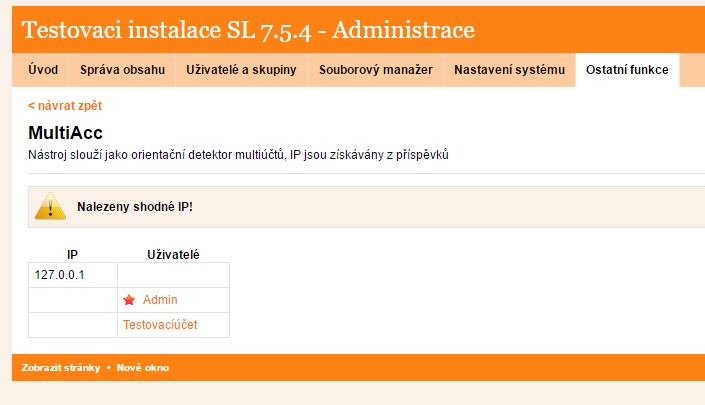 Testovaci instalace SL 7.5.4 - Administrace
Úvod Správa obsahu Uživatelé a skupiny Souborový manažer Nastavení systému Ostatní funkce
< návrat zpět
MultiAcc
Nástroj slouží jako orientační detektor multiúčtů, IP jsou získávány z příspěvků
Nalezeny shodné IP!
IP Uživatelé
127.0.0.1
Admin
Testovacíúčet
Zobrazit stránky • Nové okno